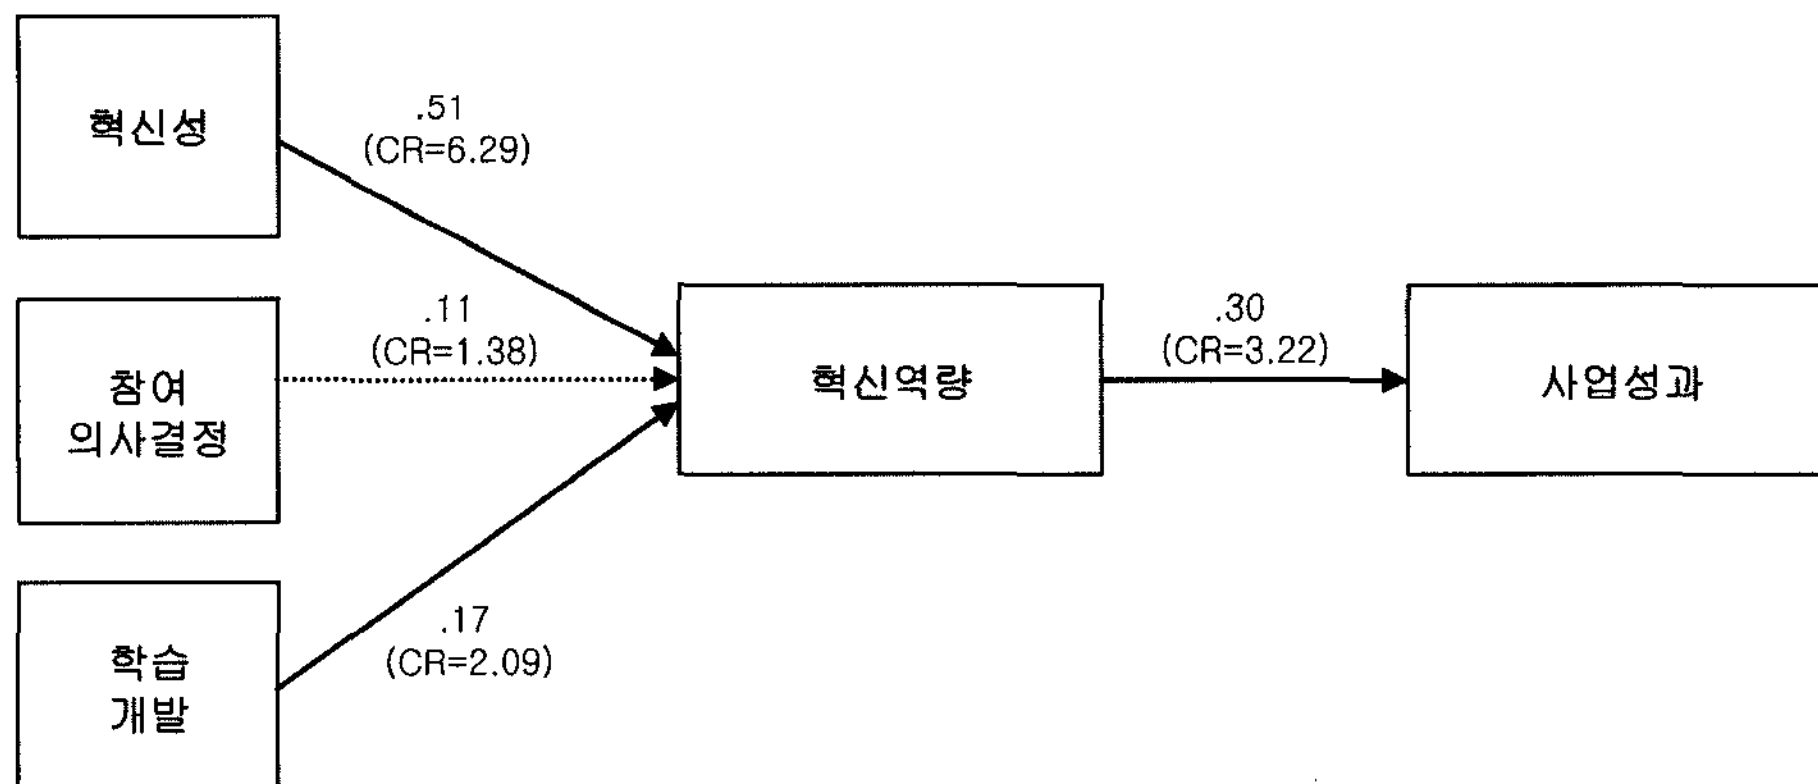 혁신성
.51
(CR=6.29)
참여
의사결정
.11
(CR=1.38)
학습
개발
.17
(CR=2.09)
혁신역량
.30
(CR=3.22)
사업성과